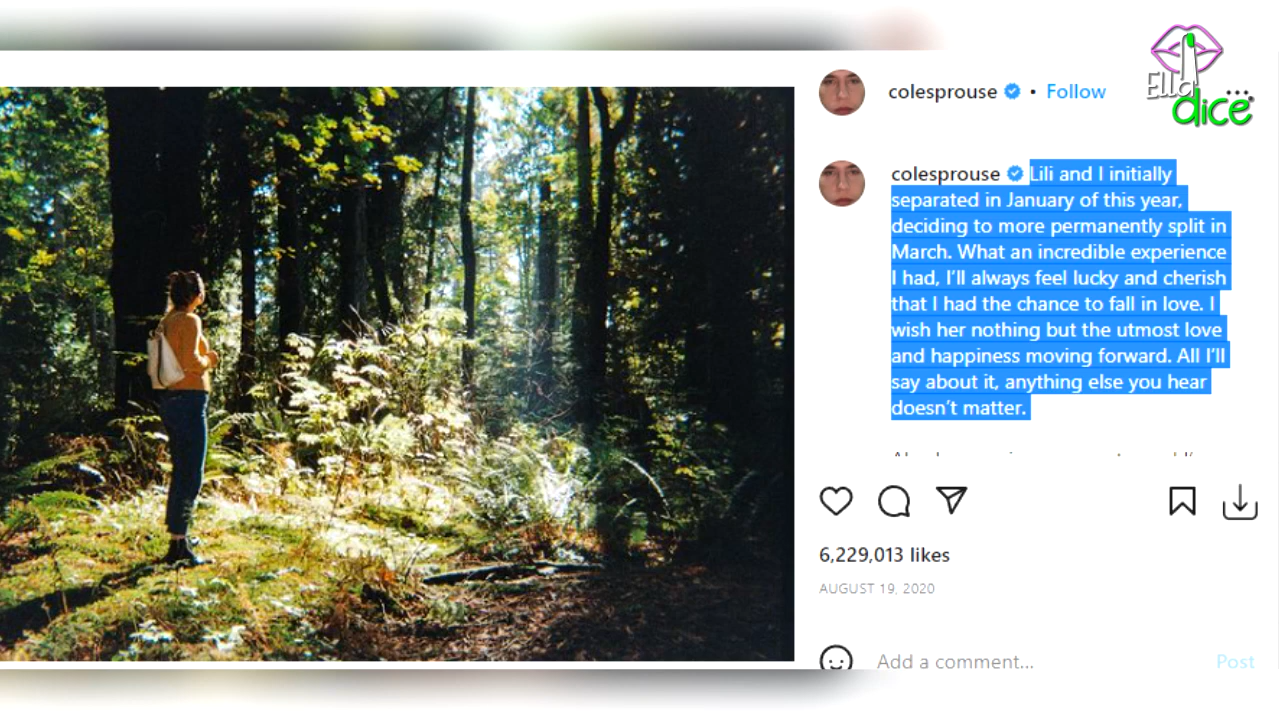 Ella
dice...
colesprouse • Follow
colesprouse Lili and I initially
separated in January of this year,
deciding to more permanently split in
March. What an incredible experience
I had, I’ll always feel lucky and cherish
that I had the chance to fall in love. I
wish her nothing but the utmost love
and happiness moving forward. All I’ll
say about it, anything else you hear
doesn’t matter.
6,229,013 likes
AUGUST 19, 2020
Add a comment... Post